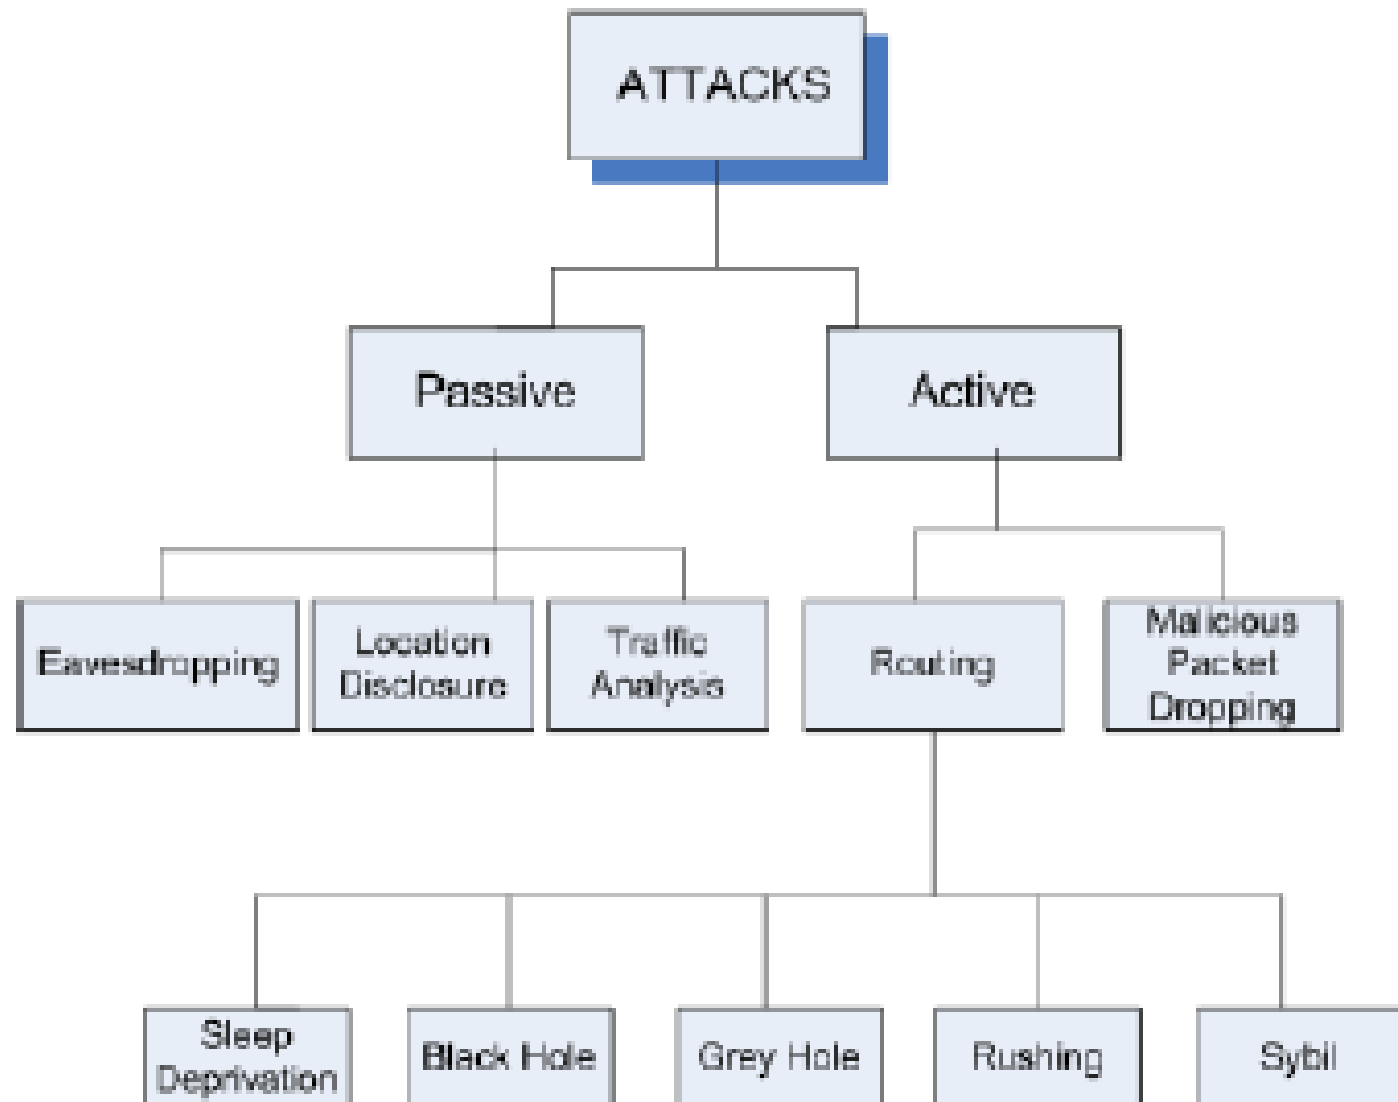 ATTACKS
Passive
Active
Eavesdropping
Location
Disclosure
Traffic
Analysis
Routing
Malicious
Packet
Dropping
Sleep
Deprivation
Black Hole
Grey Hole
Rushing
Sybil